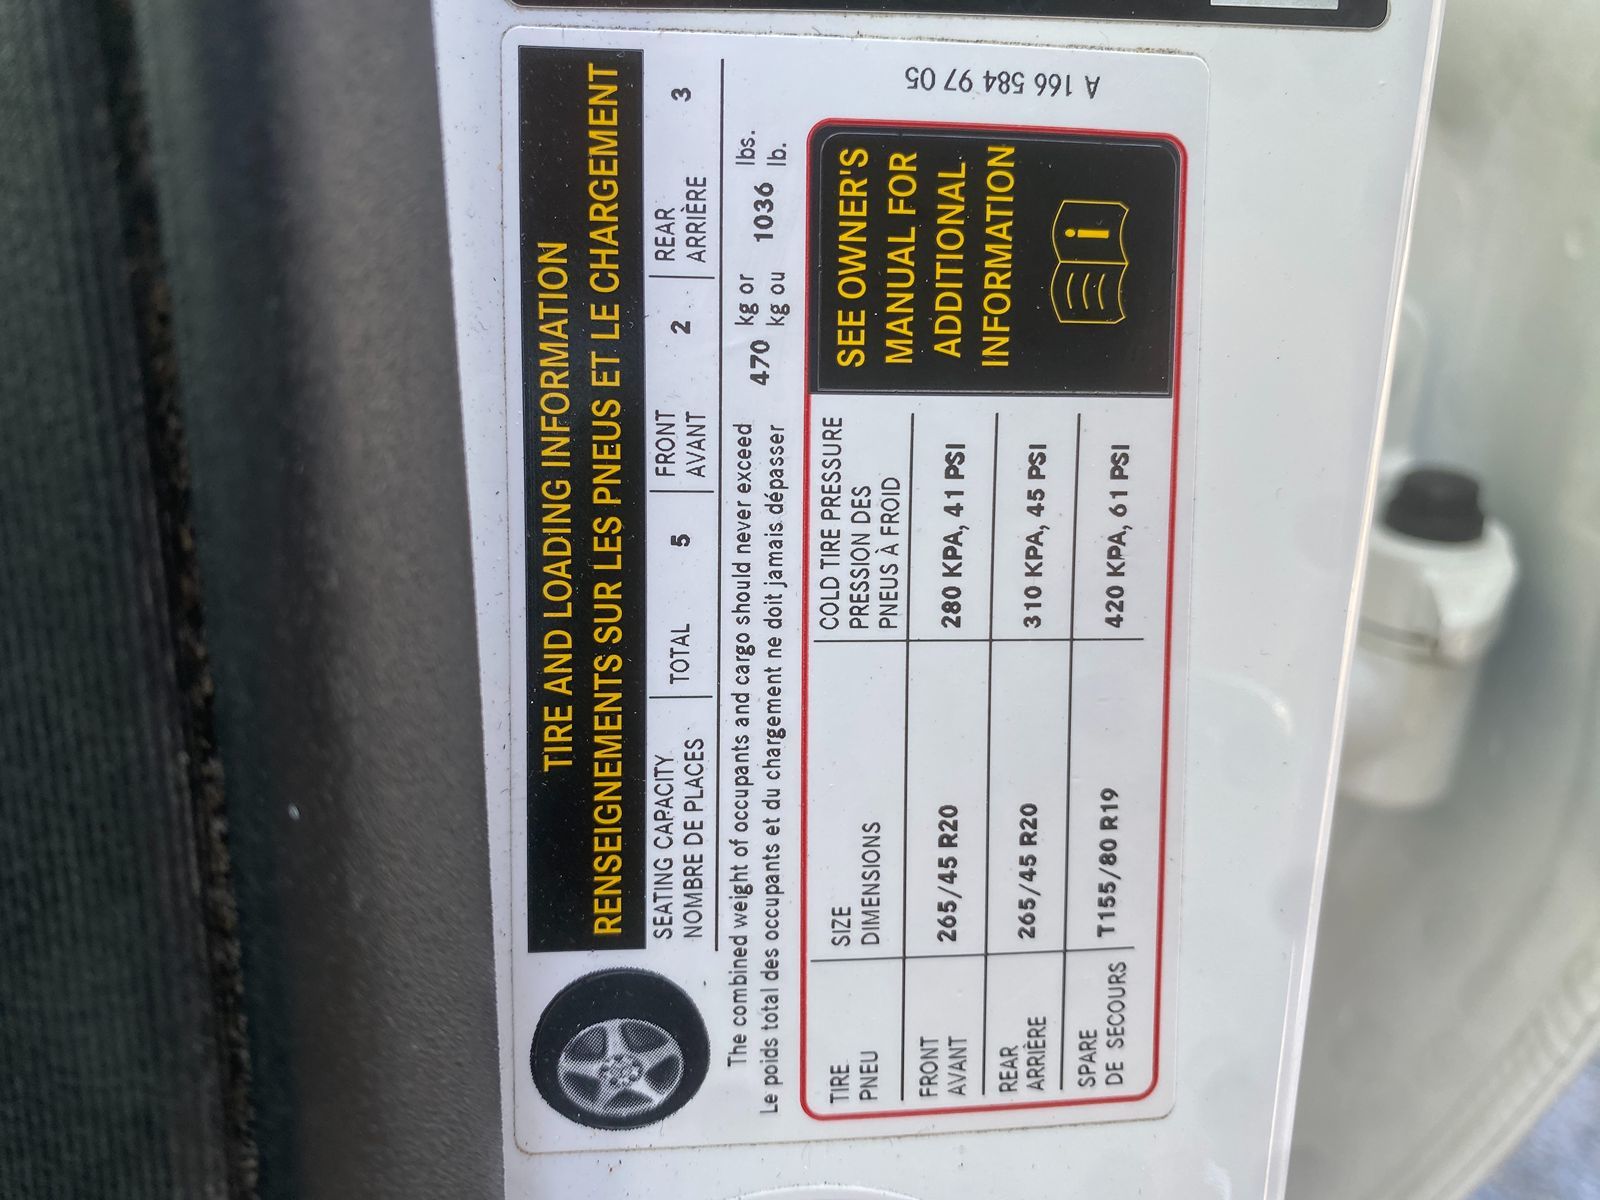 TIRE AND LOADING INFORMATION
RENSEIGNEMENTS SUR LES PNEUS ET LE CHARGEMENT
SEATING CAPACITY
NOMBRE DE PLACES
TOTAL 5
FRONT
AVANT
2
REAR
ARRIÈRE
3
The combined weight of occupants and cargo should never exceed 470 kg or 1036 lbs.
Le poids total des occupants et du chargement ne doit jamais dépasser kg ou lb.
TIRE
PNEU
SIZE
DIMENSIONS
COLD TIRE PRESSURE
PRESSION DES
PNEUS À FROID
FRONT
AVANT
265/45 R20
280 KPA, 41 PSI
REAR
ARRIÈRE
265/45 R20
310 KPA, 45 PSI
SPARE
DE SECOURS
T155/80 R19
420 KPA, 61 PSI
SEE OWNER'S
MANUAL FOR
ADDITIONAL
INFORMATION
i
A 166 584 97 05